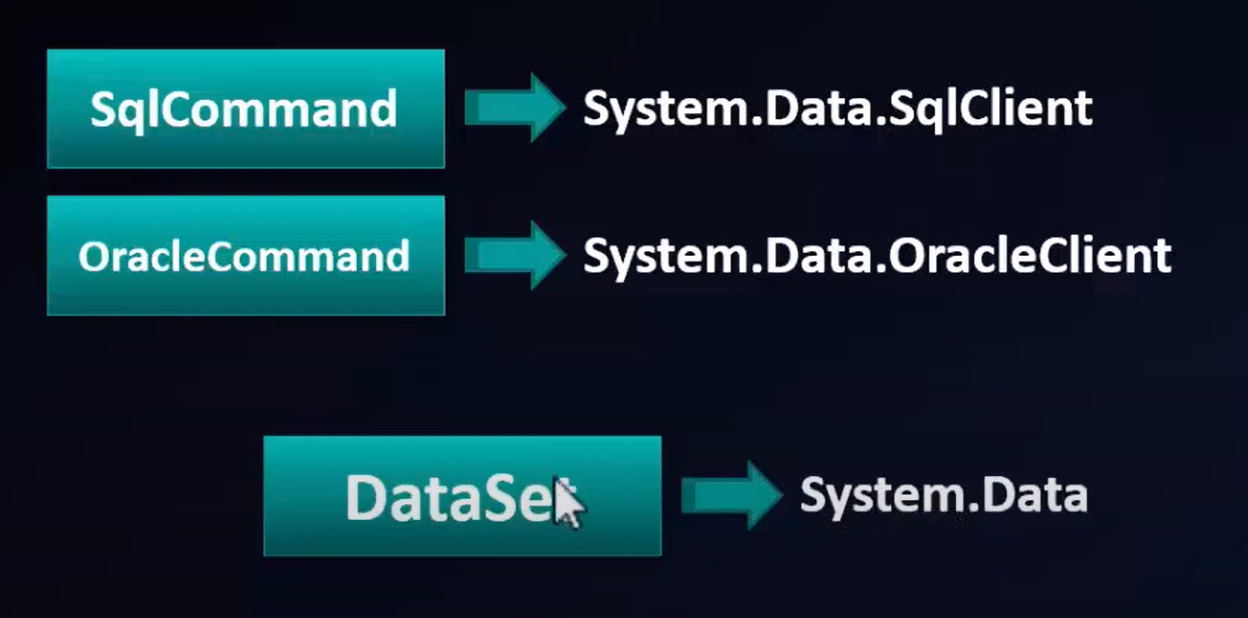 SqlCommand System.Data.SqlClient
OracleCommand System.Data.OracleClient
DataSet System.Data